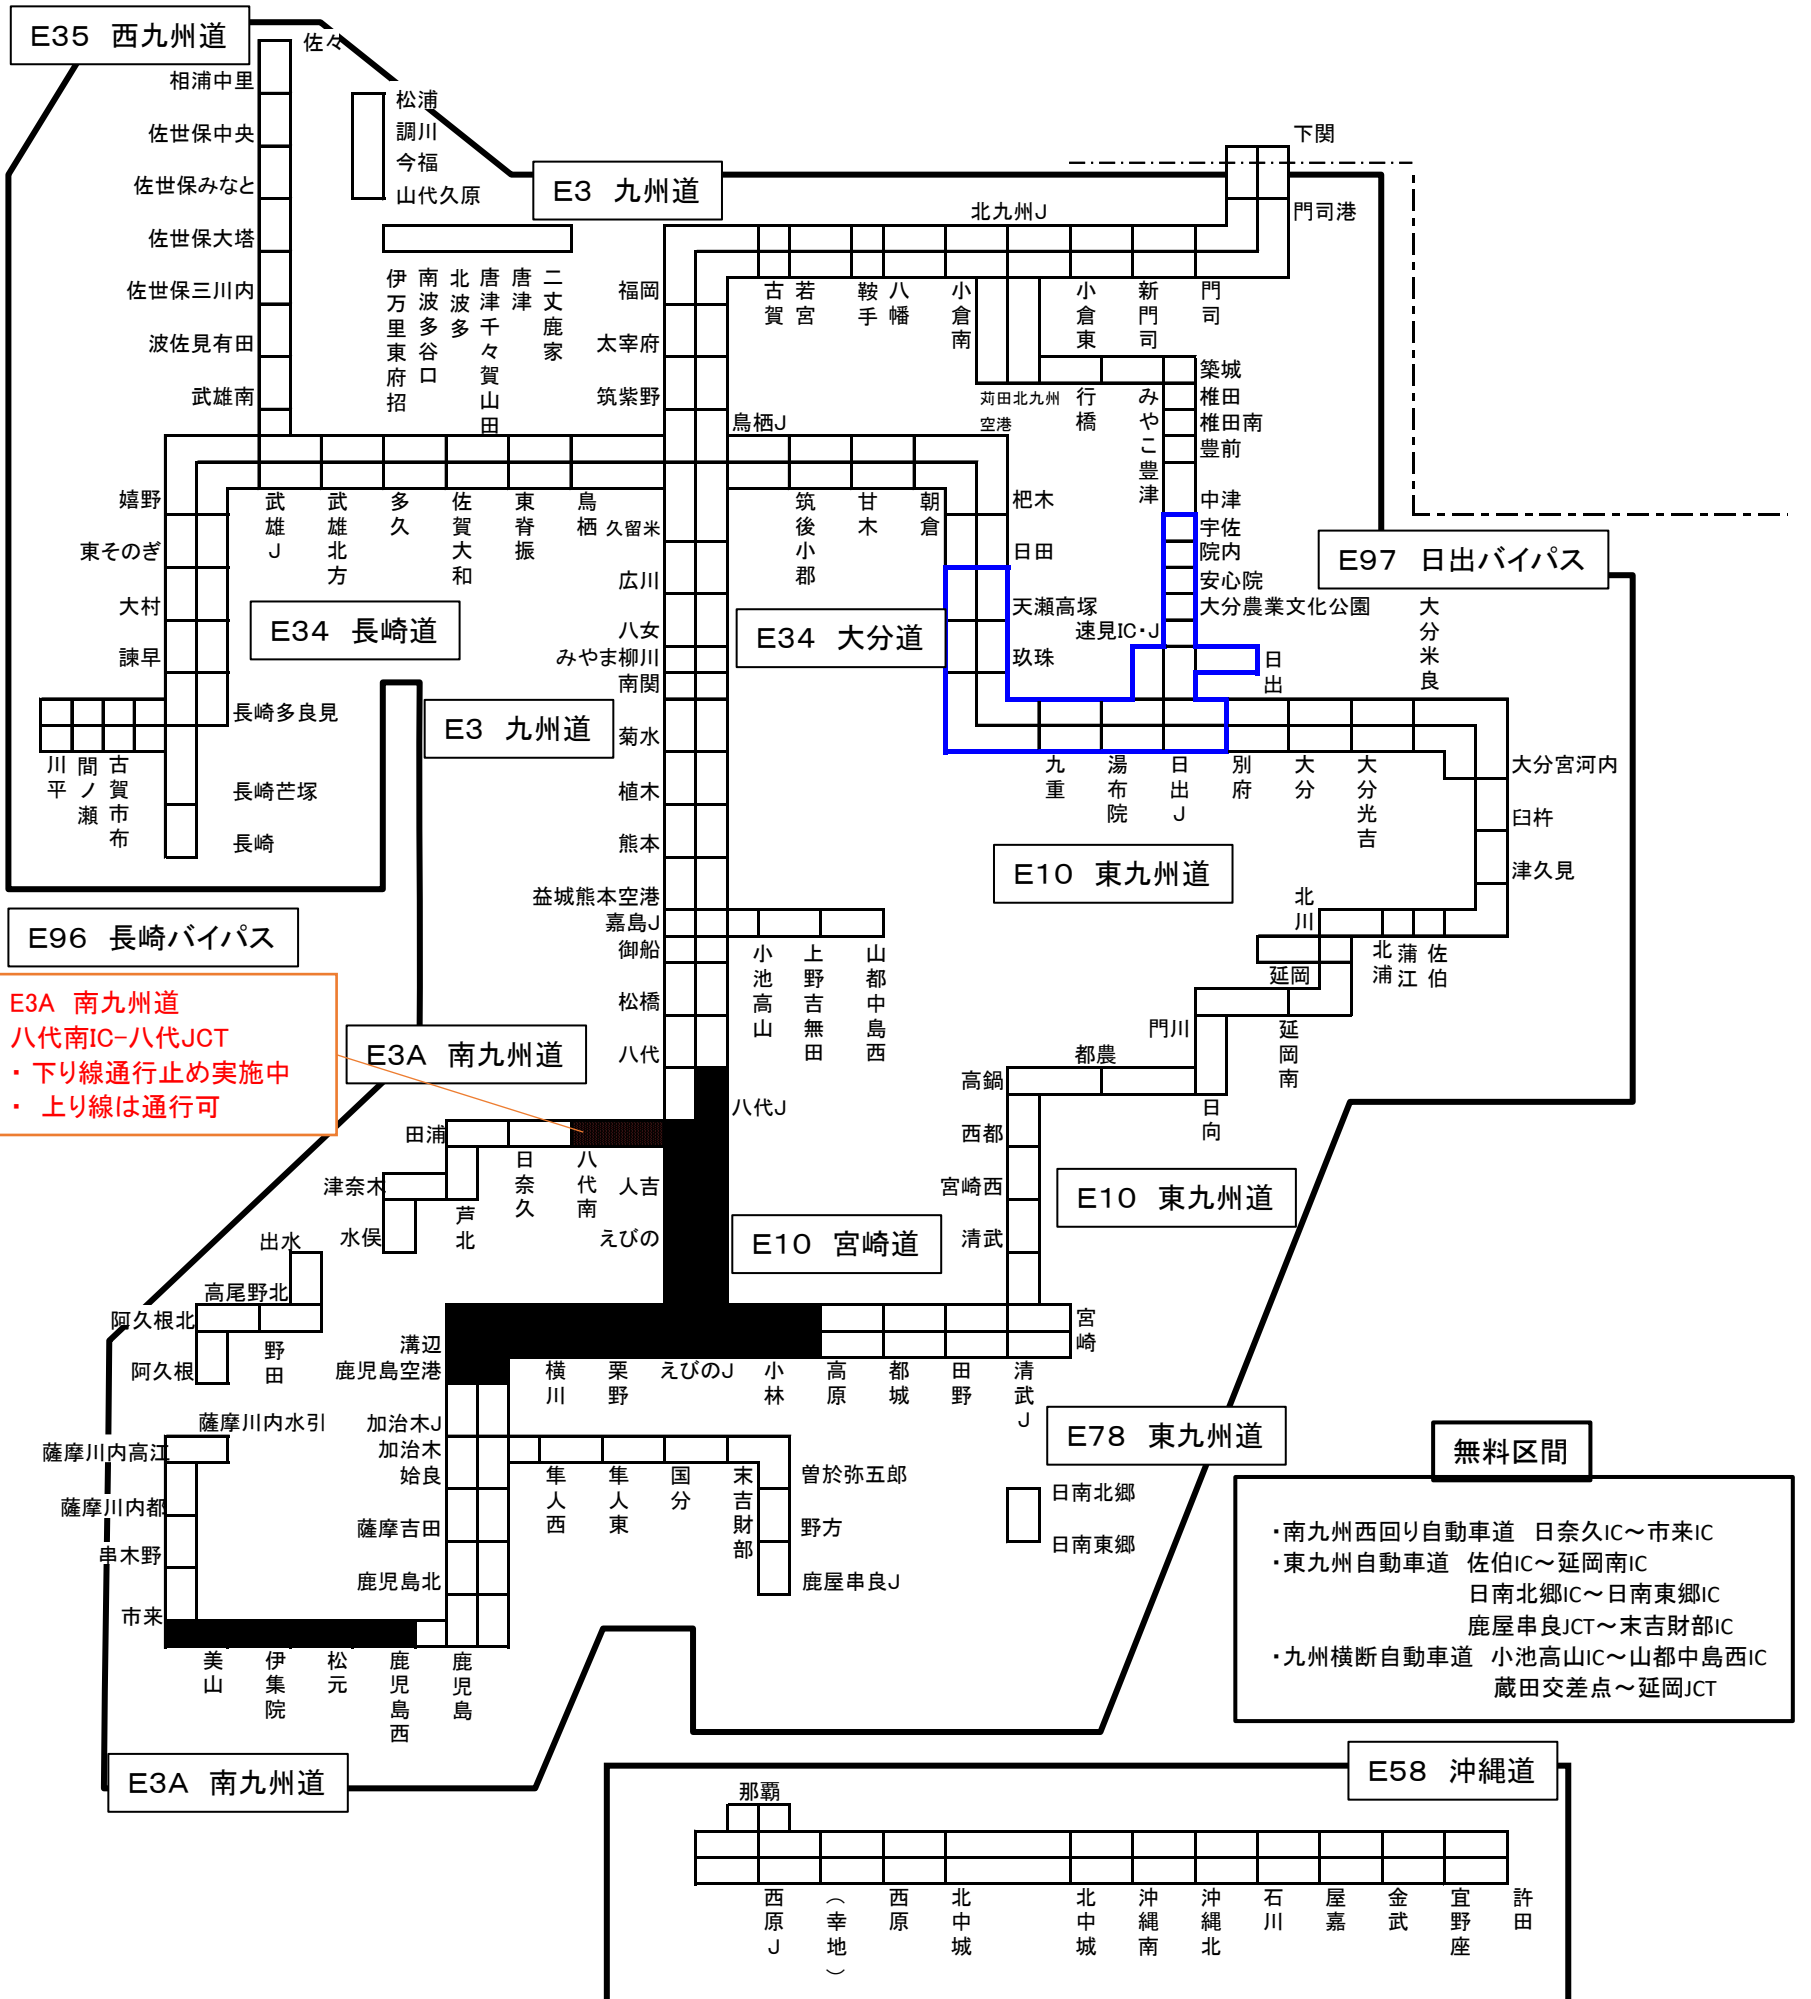 E35 西九州道
佐々
相浦中里
佐世保中央
佐世保みなと
佐世保大塔
佐世保三川内
波佐見有田
武雄南
松浦
調川
今福
山代久原
伊万里東府招
南波多谷口
北波多
唐津千々賀山田
唐津
二丈鹿家
E3 九州道
下関
門司港
北九州J
福岡
太宰府
筑紫野
古賀
若宮
鞍手
八幡
小倉南
小倉東
新門司
門司
苅田北九州
空港
行橋
みやこ豊津
築城
椎田
椎田南
豊前
中津
宇佐
院内
安心院
大分農業文化公園
速見IC・J
日出
鳥栖J
嬉野
東そのぎ
大村
諫早
武雄J
武雄北方
多久
佐賀大和
東脊振
鳥栖
久留米
広川
八女
みやま柳川
南関
菊水
植木
熊本
益城熊本空港
嘉島J
御船
松橋
八代
筑後小郡
甘木
朝倉
杷木
日田
天瀬高塚
玖珠
E97 日出バイパス
E34 長崎道
E34 大分道
大分米良
長崎多良見
川平
間ノ瀬
古賀市布
長崎芒塚
長崎
E3 九州道
九重
湯布院
日出J
別府
大分
大分光吉
大分宮河内
臼杵
津久見
E10 東九州道
E96 長崎バイパス
小池高山
上野吉無田
山都中島西
北川
北浦
蒲江
佐伯
延岡
延岡南
門川
日向
都農
高鍋
西都
宮崎西
清武
E3A 南九州道
八代南IC−八代JCT
・下り線通行止め実施中
・ 上り線は通行可
E3A 南九州道
八代J
田浦
日奈久
八代南
人吉
えびの
津奈木
水俣
芦北
E10 宮崎道
E10 東九州道
出水
高尾野北
阿久根北
阿久根
野田
溝辺
鹿児島空港
横川
栗野
えびのJ
小林
高原
都城
田野
清武J
宮崎
E78 東九州道
薩摩川内水引
薩摩川内高江
薩摩川内都
串木野
市来
加治木J
加治木
姶良
薩摩吉田
鹿児島北
隼人西
隼人東
国分
末吉財部
曽於弥五郎
野方
鹿屋串良J
日南北郷
日南東郷
美山
伊集院
松元
鹿児島西
鹿児島
E3A 南九州道
無料区間
・南九州西回り自動車道 日奈久IC～市来IC
・東九州自動車道 佐伯IC～延岡南IC
日南北郷IC～日南東郷IC
鹿屋串良JCT～末吉財部IC
・九州横断自動車道 小池高山IC～山都中島西IC
蔵田交差点～延岡JCT
E58 沖縄道
那覇
西原J
（幸地）
西原
北中城
北中城
沖縄南
沖縄北
石川
屋嘉
金武
宜野座
許田